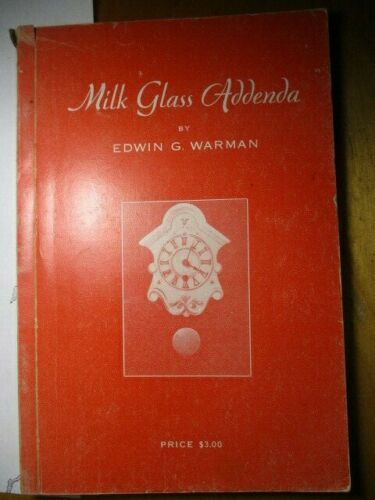 Milk Glass Addenda
BY
EDWIN G. WARMAN
PRICE $3.00